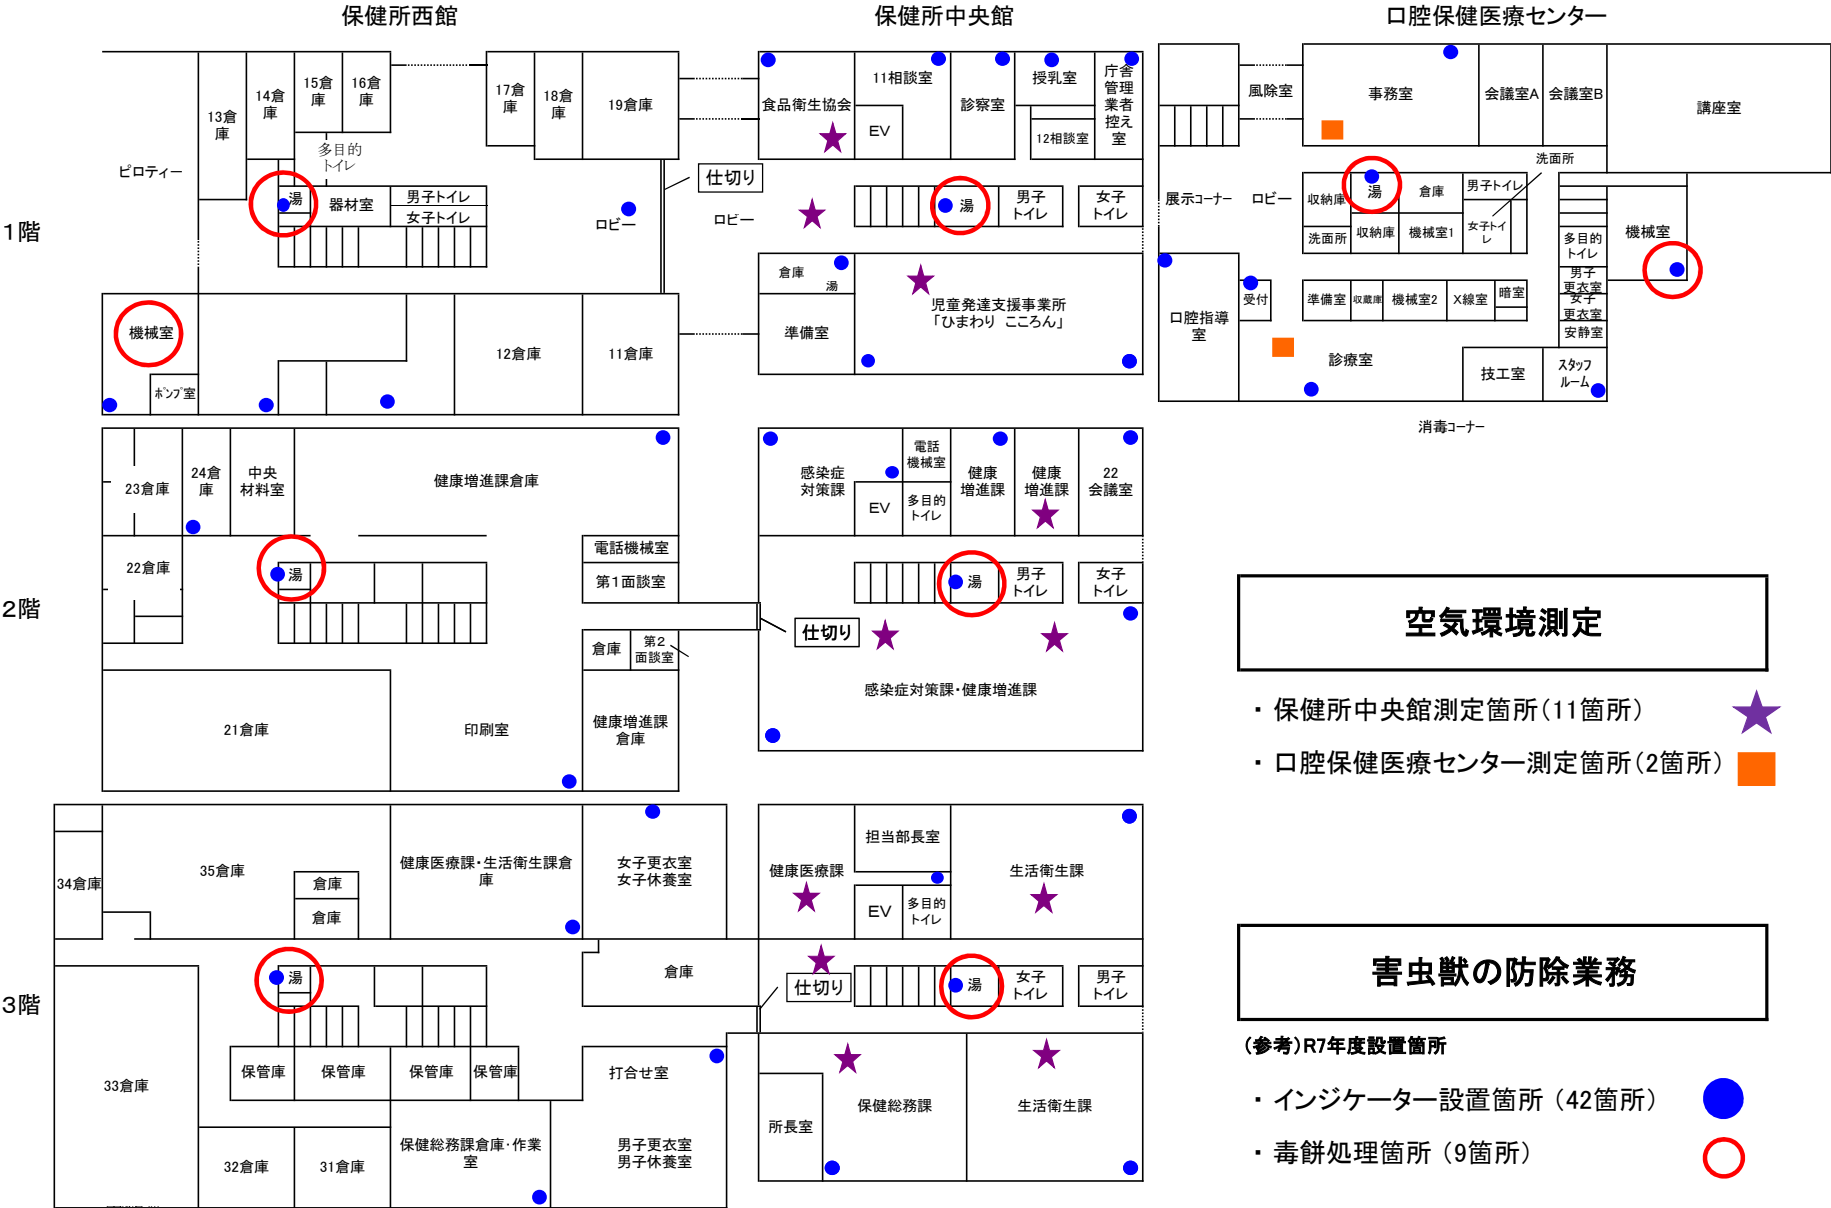 保健所西館
保健所中央館
口腔保健医療センター
1階
ピロティー
13倉
庫
14倉
庫
15倉
庫
16倉
庫
多目的
トイレ
湯
器材室
男子トイレ
女子トイレ
17倉
庫
18倉
庫
19倉庫
ロビー
仕切り
機械室
ポンプ室
12倉庫
11倉庫
食品衛生協会
11相談室
EV
診察室
授乳室
12相談室
庁舎
管理
業者
控え
室
ロビー
湯
男子
トイレ
女子
トイレ
倉庫
湯
準備室
児童発達支援事業所
「ひまわり こころん」
風除室
事務室
会議室A
会議室B
講座室
展示コーナー
ロビー
収納庫
湯
倉庫
男子トイレ
洗面所
洗面所
収納庫
機械室1
女子トイ
レ
多目的
トイレ
男子
更衣室
女子
更衣室
安静室
機械室
口腔指導
室
受付
準備室
収蔵庫
機械室2
X線室
暗室
診療室
技工室
スタッフ
ルーム
消毒コーナー
2階
23倉庫
24倉
庫
中央
材料室
健康増進課倉庫
22倉庫
湯
電話機械室
第1面談室
仕切り
倉庫
第2
面談室
21倉庫
印刷室
健康増進課
倉庫
感染症
対策課
電話
機械室
EV
多目的
トイレ
健康
増進課
健康
増進課
22
会議室
湯
男子
トイレ
女子
トイレ
感染症対策課・健康増進課
3階
34倉庫
35倉庫
倉庫
倉庫
健康医療課・生活衛生課倉
庫
女子更衣室
女子休養室
湯
倉庫
仕切り
33倉庫
保管庫
保管庫
保管庫
保管庫
打合せ室
32倉庫
31倉庫
保健総務課倉庫・作業
室
男子更衣室
男子休養室
健康医療課
担当部長室
EV
多目的
トイレ
生活衛生課
湯
女子
トイレ
男子
トイレ
所長室
保健総務課
生活衛生課
空気環境測定
・ 保健所中央館測定箇所(11箇所)
・ 口腔保健医療センター測定箇所(2箇所)
害虫獣の防除業務
(参考)R7年度設置箇所
・ インジケーター設置箇所 (42箇所)
・ 毒餅処理箇所 (9箇所)